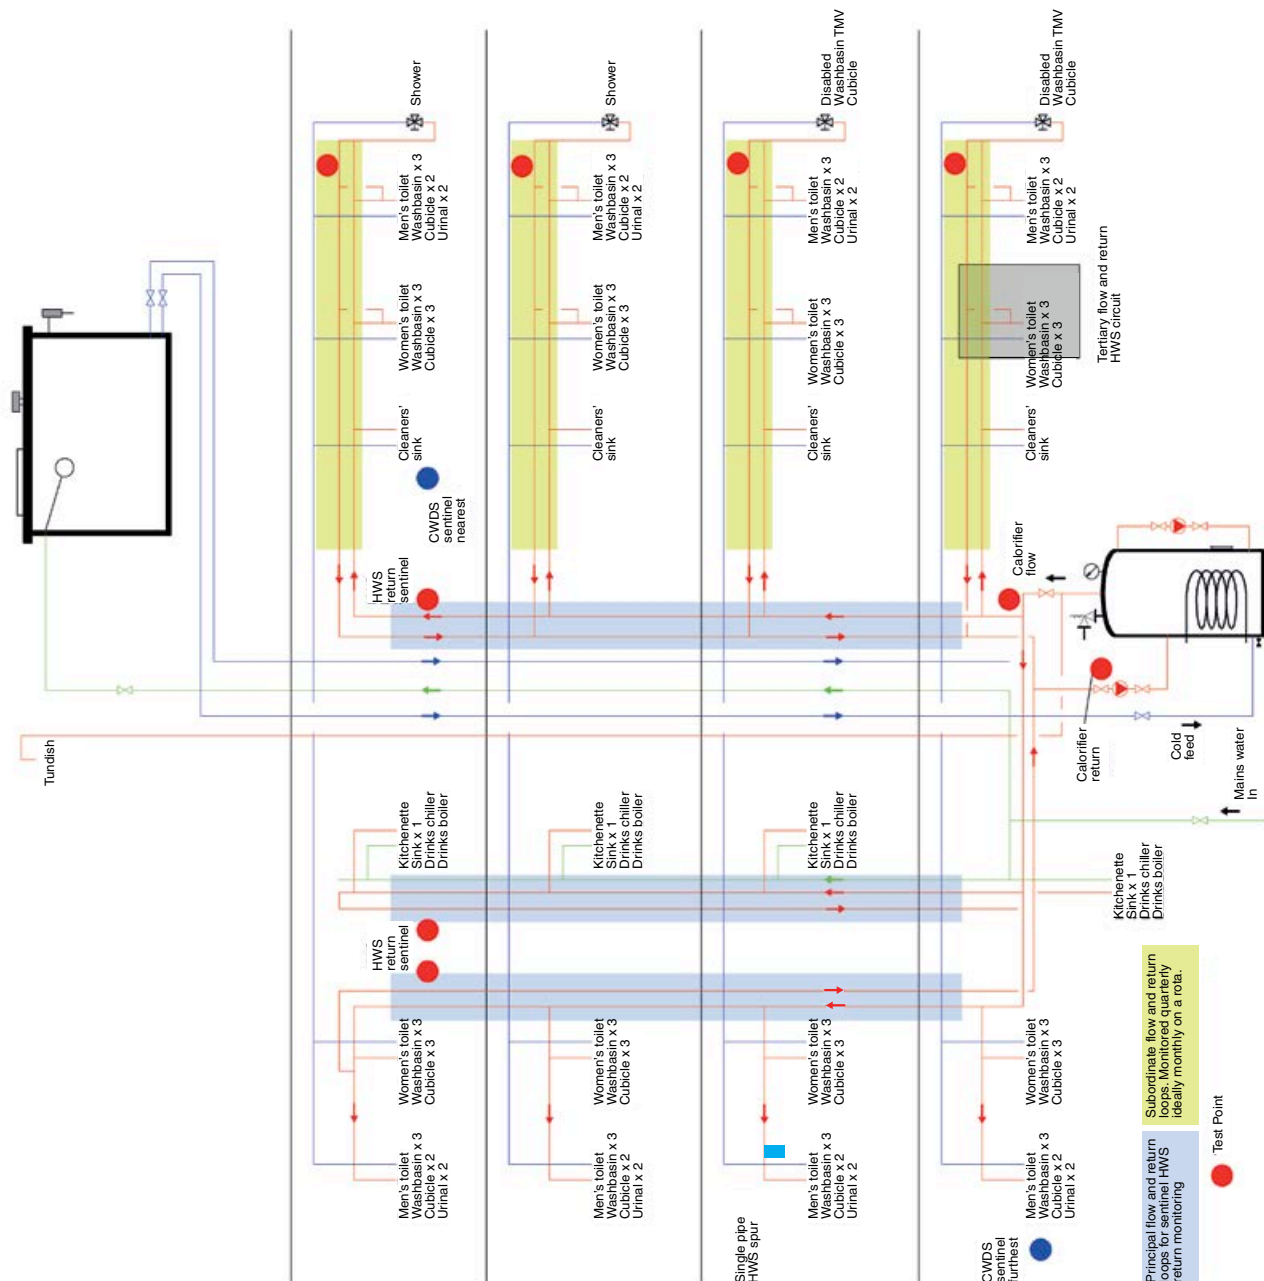 Shower
Shower
Disabled
Washbasin TMV
Cubicle
Disabled
Washbasin TMV
Cubicle
Men's toilet
Washbasin x 3
Cubicle x 2
Urinal x 2
Men's toilet
Washbasin x 3
Cubicle x 2
Urinal x 2
Men's toilet
Washbasin x 3
Cubicle x 2
Urinal x 2
Men's toilet
Washbasin x 3
Cubicle x 2
Urinal x 2
Women's toilet
Washbasin x 3
Cubicle x 3
Women's toilet
Washbasin x 3
Cubicle x 3
Women's toilet
Washbasin x 3
Cubicle x 3
Women's toilet
Washbasin x 3
Cubicle x 3
Tertiary flow and return
HWS circuit
Cleaners'
sink
Cleaners'
sink
Cleaners'
sink
Cleaners'
sink
CWDS
sentinel
nearest
HWS
return
sentinel
Calorifier
flow
Calorifier
return
Cold
feed
Mains water
In
Tundish
Kitchenette
Sink x 1
Drinks chiller
Drinks boiler
Kitchenette
Sink x 1
Drinks chiller
Drinks boiler
Kitchenette
Sink x 1
Drinks chiller
Drinks boiler
Kitchenette
Sink x 1
Drinks chiller
Drinks boiler
HWS
return
sentinel
Women's toilet
Washbasin x 3
Cubicle x 3
Women's toilet
Washbasin x 3
Cubicle x 3
Women's toilet
Washbasin x 3
Cubicle x 3
Women's toilet
Washbasin x 3
Cubicle x 3
Men's toilet
Washbasin x 3
Cubicle x 2
Urinal x 2
Men's toilet
Washbasin x 3
Cubicle x 2
Urinal x 2
Men's toilet
Washbasin x 3
Cubicle x 2
Urinal x 2
Men's toilet
Washbasin x 3
Cubicle x 2
Urinal x 2
Single pipe
HWS spur
CWDS
sentinel
furthest
Principal flow and return
loops for sentinel HWS
return monitoring
Subordinate flow and return
loops. Monitored quarterly
ideally monthly on a rota.
Test Point